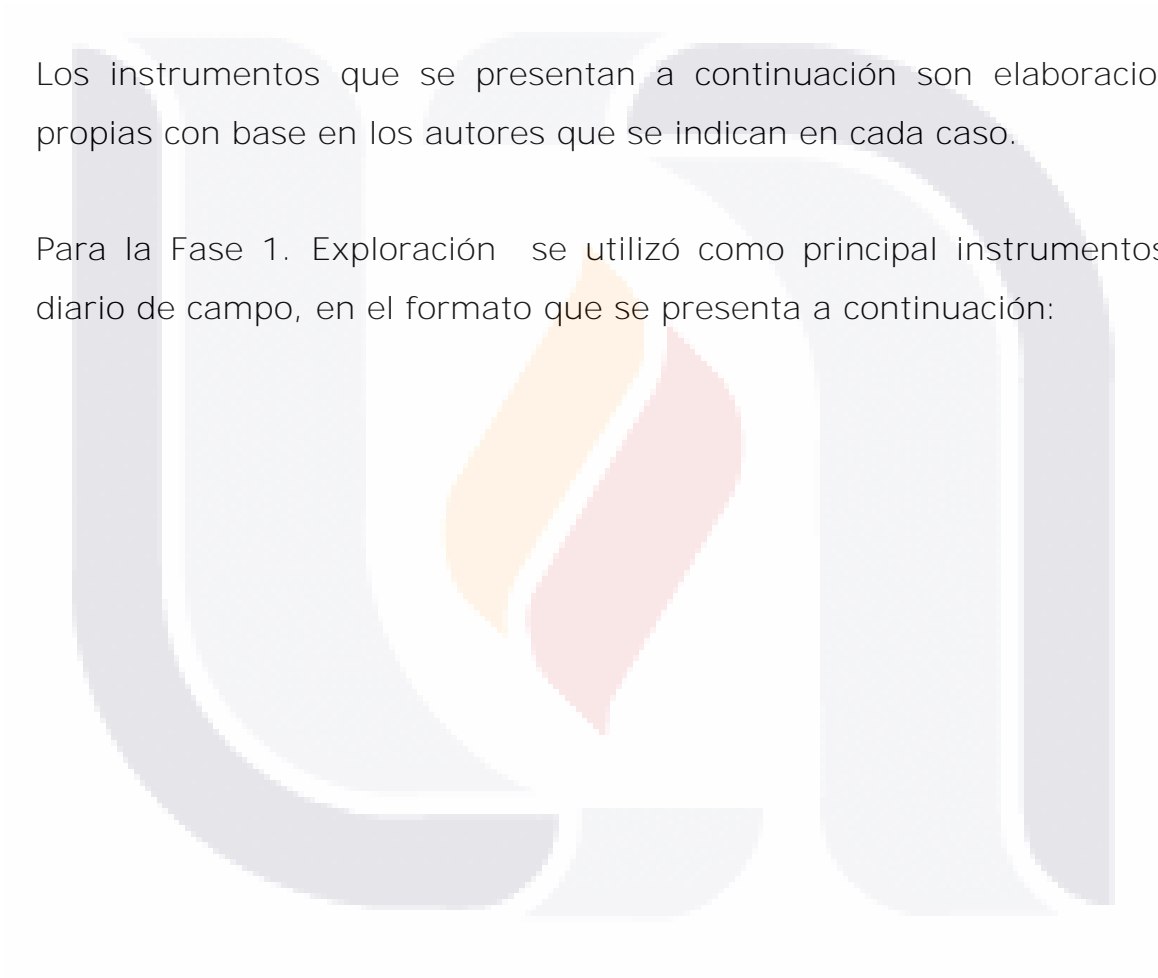 Los instrumentos que se presentan a continuación son elaboracio
propias con base en los autores que se indican en cada caso.
Para la Fase 1. Exploración se utilizó como principal instrumentos
diario de campo, en el formato que se presenta a continuación: